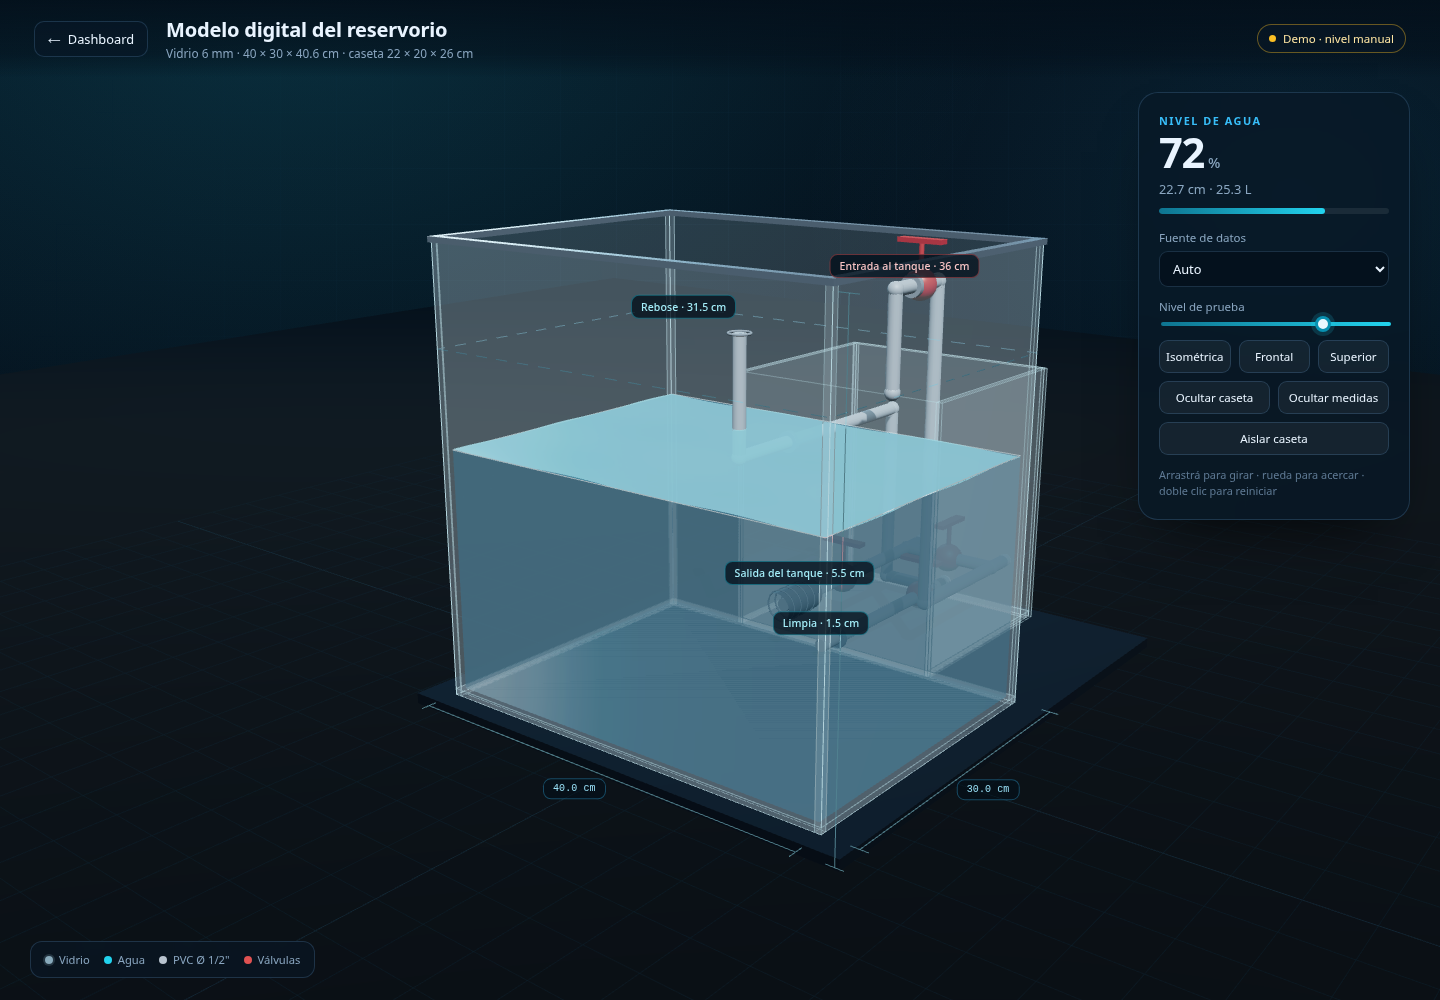 ← Dashboard
Modelo digital del reservorio
Vidrio 6 mm · 40 × 30 × 40.6 cm · caseta 22 × 20 × 26 cm
Demo · nivel manual
NIVEL DE AGUA
72 %
22.7 cm · 25.3 L
Fuente de datos
Auto
Nivel de prueba
Isométrica
Frontal
Superior
Ocultar caseta
Ocultar medidas
Aislar caseta
Arrastrá para girar · rueda para acercar ·
doble clic para reiniciar
Entrada al tanque · 36 cm
Rebose · 31.5 cm
Salida del tanque · 5.5 cm
Limpia · 1.5 cm
40.0 cm
30.0 cm
Vidrio
Agua
PVC Ø 1/2"
Válvulas